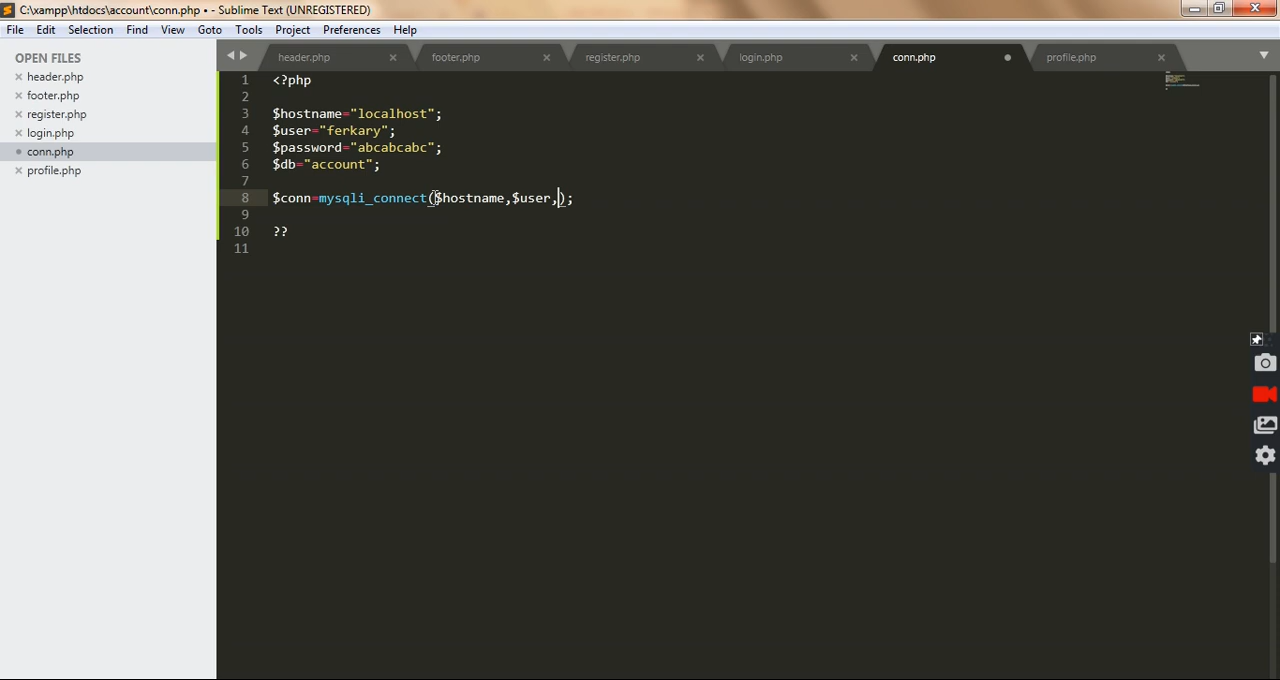 C:\xampp\htdocs\account\conn.php • - Sublime Text (UNREGISTERED)
File Edit Selection Find View Goto Tools Project Preferences Help
OPEN FILES
header.php
footer.php
register.php
login.php
conn.php
profile.php
header.php footer.php register.php login.php conn.php profile.php
1 <?php
2
3 $hostname="localhost";
4 $user="ferkary";
5 $password="abcabcabc";
6 $db="account";
7
8 $conn=mysqli_connect($hostname,$user,);
9
10 ??
11